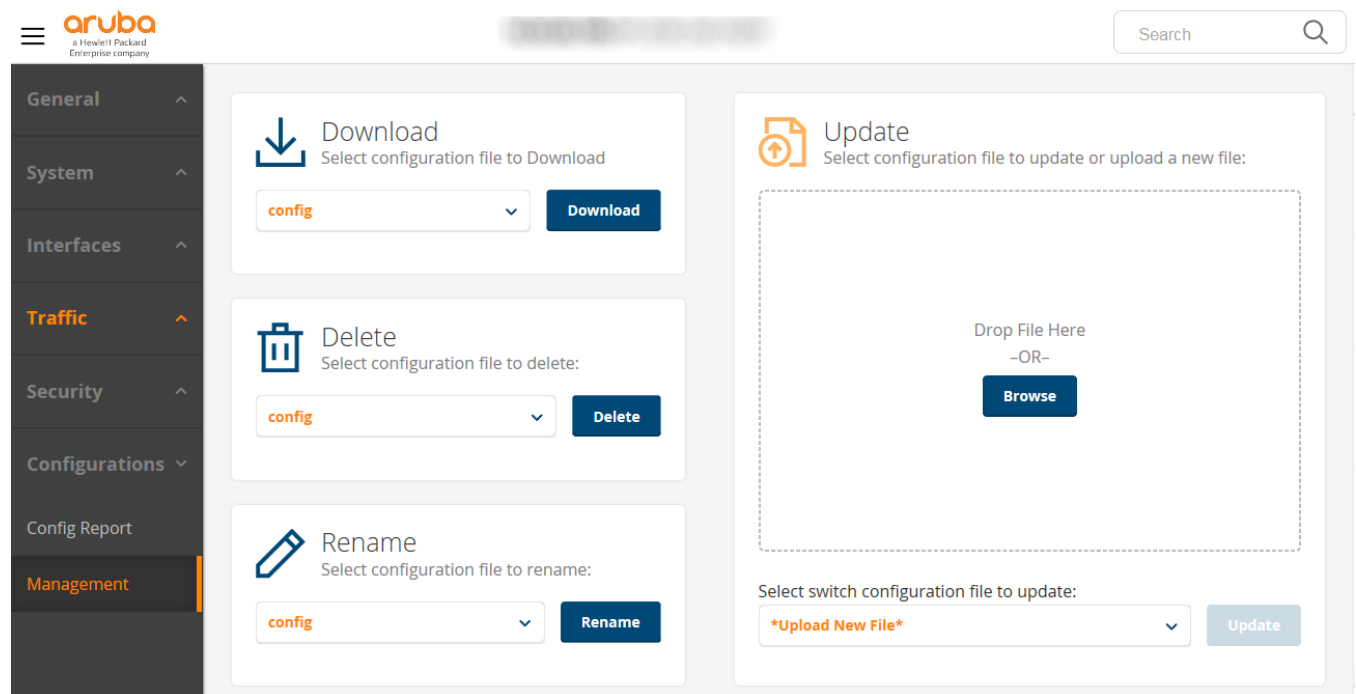 aruba
a Hewlett Packard
Enterprise company
Search
General
System
Interfaces
Traffic
Security
Configurations
Config Report
Management
Download
Select configuration file to Download
config
Download
Delete
Select configuration file to delete:
config
Delete
Rename
Select configuration file to rename:
config
Rename
Update
Select configuration file to update or upload a new file:
Drop File Here
–OR–
Browse
Select switch configuration file to update:
*Upload New File*
Update